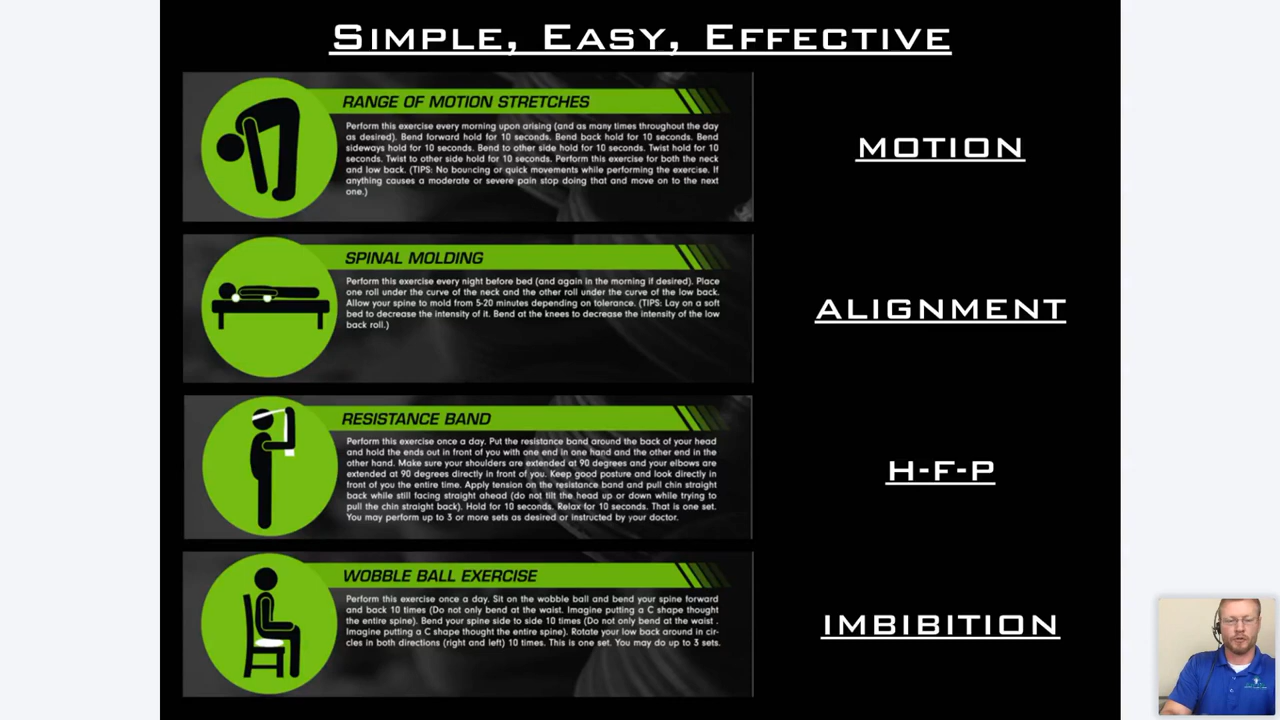 SIMPLE, EASY, EFFECTIVE
RANGE OF MOTION STRETCHES
Perform this exercise every morning upon arising (and as many times throughout the day
as desired). Bend forward hold for 10 seconds. Bend back hold for 10 seconds. Bend
sideways hold for 10 seconds. Bend to other side hold for 10 seconds. Twist hold for 10
seconds. Twist to other side hold for 10 seconds. Perform this exercise for both the neck
and low back. (TIPS: No bouncing or quick movements while performing the exercise. If
anything causes a moderate or severe pain stop doing that and move on to the next
one.)
MOTION
SPINAL MOLDING
Perform this exercise every night before bed (and again in the morning if desired). Place
one roll under the curve of the neck and the other roll under the curve of the low back.
Allow your spine to mold from 5-20 minutes depending on tolerance. (TIPS: Lay on a soft
bed to decrease the intensity of it. Bend at the knees to decrease the intensity of the low
back roll.)
ALIGNMENT
RESISTANCE BAND
Perform this exercise once a day. Put the resistance band around the back of your head
and hold the ends out in front of you with one end in one hand and the other end in the
other hand. Make sure your shoulders are extended at 90 degrees and your elbows are
extended at 90 degrees directly in front of you. Keep good posture and look directly in
front of you the entire time. Apply tension on the resistance band and pull chin straight
back while still facing straight ahead (do not tilt the head up or down while trying to
pull the chin straight back). Hold for 10 seconds. Relax for 10 seconds. That is one set.
You may perform up to 3 or more sets as desired or instructed by your doctor.
H-F-P
WOBBLE BALL EXERCISE
Perform this exercise once a day. Sit on the wobble ball and bend your spine forward
and back 10 times (Do not only bend at the waist. Imagine putting a C shape thought
the entire spine). Bend your spine side to side 10 times (Do not only bend at the waist .
Imagine putting a C shape thought the entire spine). Rotate your low back around in cir-
cles in both directions (right and left) 10 times. This is one set. You may do up to 3 sets.
IMBIBITION